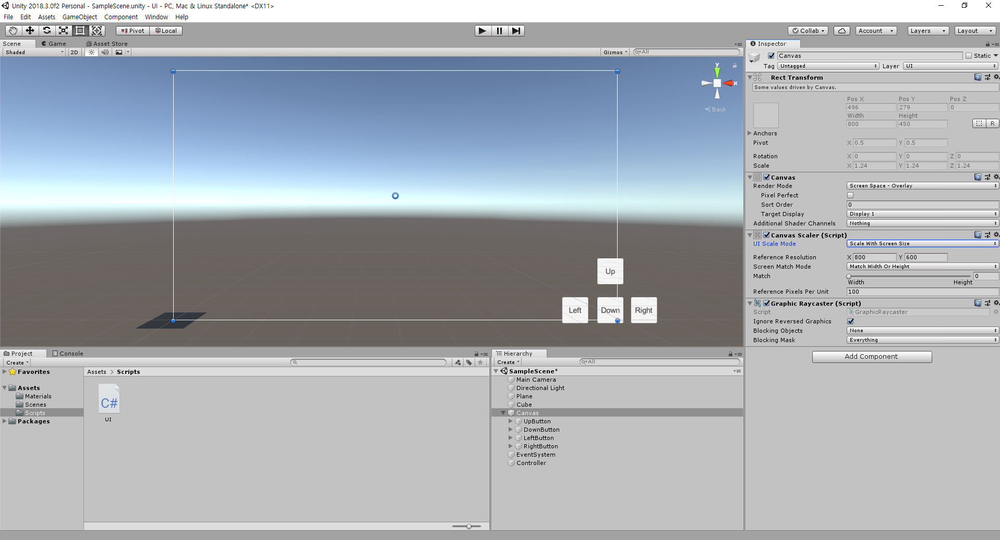 Unity 2018.3.0f2 Personal - SampleScene.unity - UI - PC, Mac & Linux Standalone* <DX11>
File Edit Assets GameObject Component Window Help
Pivot Local
Collab Account Layers Layout
Scene Game Asset Store
Shaded 2D Gizmos All
y
x
Back
Up
Left Down Right
Inspector
Canvas Static
Tag Untagged Layer UI
Rect Transform
Some values driven by Canvas.
Pos X Pos Y Pos Z
496 279 0
Width Height
800 450 R
Anchors
Pivot X 0.5 Y 0.5
Rotation X 0 Y 0 Z 0
Scale X 1.24 Y 1.24 Z 1.24
Canvas
Render Mode Screen Space - Overlay
Pixel Perfect
Sort Order 0
Target Display Display 1
Additional Shader Channels Nothing
Canvas Scaler (Script)
UI Scale Mode Scale With Screen Size
Reference Resolution X 800 Y 600
Screen Match Mode Match Width Or Height
Match 0
Width Height
Reference Pixels Per Unit 100
Graphic Raycaster (Script)
Script GraphicRaycaster
Ignore Reversed Graphics
Blocking Objects None
Blocking Mask Everything
Add Component
Project Console
Create
Favorites
Assets
Materials
Scenes
Scripts
Packages
Assets > Scripts
C#
UI
Hierarchy
Create All
SampleScene*
Main Camera
Directional Light
Plane
Cube
Canvas
UpButton
DownButton
LeftButton
RightButton
EventSystem
Controller